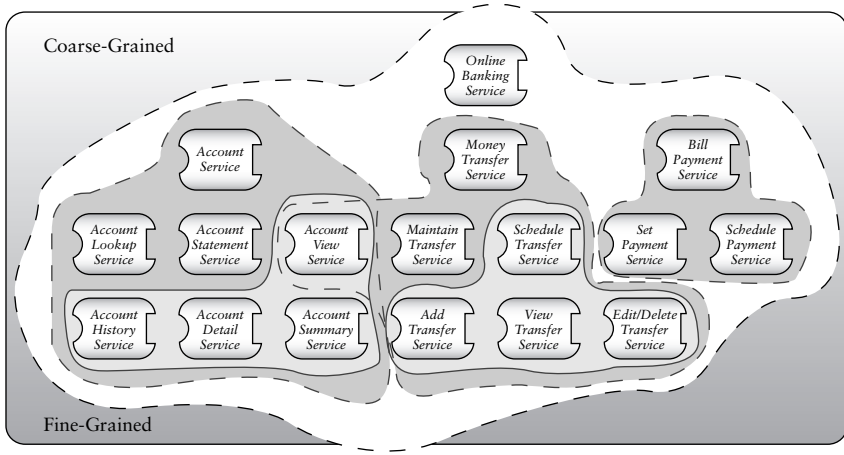 Coarse-Grained
Online
Banking
Service
Account
Service
Money
Transfer
Service
Bill
Payment
Service
Account
Lookup
Service
Account
Statement
Service
Account
View
Service
Maintain
Transfer
Service
Schedule
Transfer
Service
Set
Payment
Service
Schedule
Payment
Service
Account
History
Service
Account
Detail
Service
Account
Summary
Service
Add
Transfer
Service
View
Transfer
Service
Edit/Delete
Transfer
Service
Fine-Grained